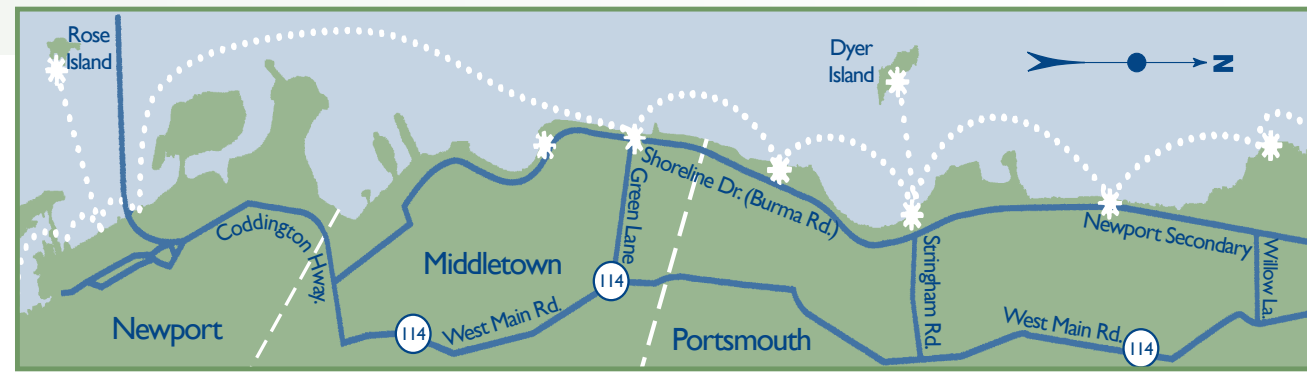 Rose
Island
Dyer
Island
N
Shoreline Dr. (Burma Rd.)
Green Lane
Coddington Hway.
Newport Secondary
Middletown
Stringham Rd.
Willow La.
114
West Main Rd.
114
Newport
Portsmouth
West Main Rd.
114